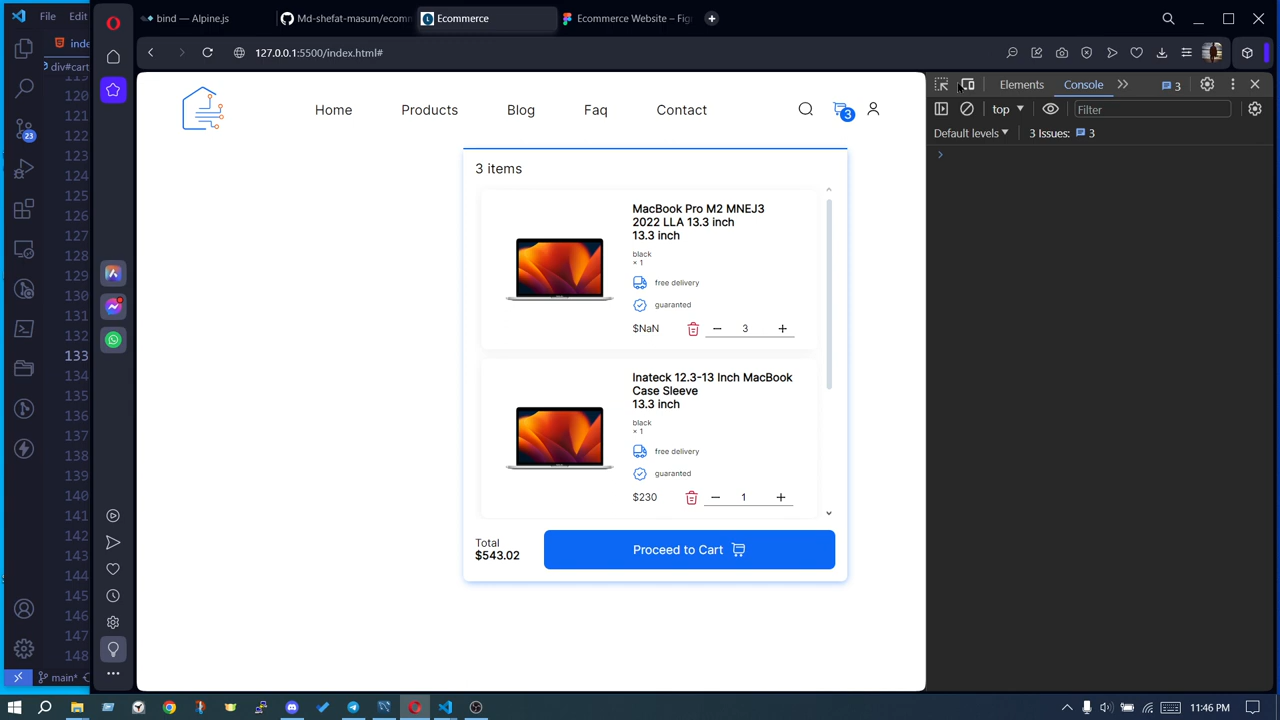 File
Edit
bind — Alpine.js
Md-shefat-masum/ecomm
Ecommerce
Ecommerce Website – Fig
inde
127.0.0.1:5500/index.html#
div#cart
120
121
122
123
124
125
126
127
128
129
130
131
132
133
134
135
136
137
138
139
140
141
142
143
144
145
146
147
148
23
main*
Home
Products
Blog
Faq
Contact
3
3 items
MacBook Pro M2 MNEJ3
2022 LLA 13.3 inch
13.3 inch
black
× 1
free delivery
guaranted
$NaN
3
Inateck 12.3-13 Inch MacBook
Case Sleeve
13.3 inch
black
× 1
free delivery
guaranted
$230
1
Total
$543.02
Proceed to Cart
Elements
Console
3
top
Filter
Default levels
3 Issues:
3
11:46 PM